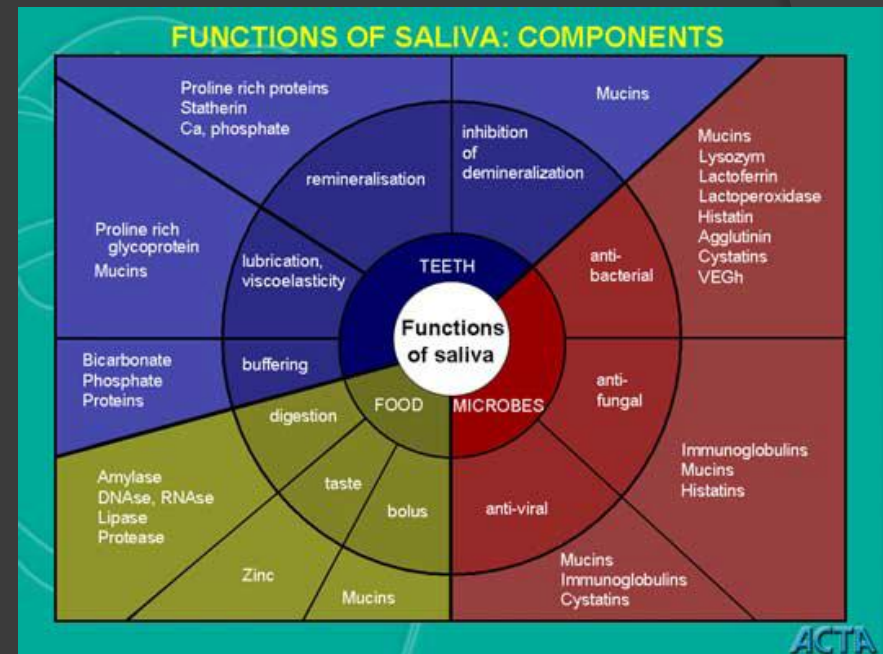 FUNCTIONS OF SALIVA: COMPONENTS
Proline rich proteins
Statherin
Ca, phosphate
Mucins
remineralisation
inhibition
of
demineralization
Mucins
Lysozym
Lactoferrin
Lactoperoxidase
Histatin
Agglutinin
Cystatins
VEGh
Proline rich
glycoprotein
Mucins
lubrication,
viscoelasticity
TEETH
anti-
bacterial
Functions
of saliva
Bicarbonate
Phosphate
Proteins
buffering
anti-
fungal
FOOD
MICROBES
digestion
Immunoglobulins
Mucins
Histatins
Amylase
DNAse, RNAse
Lipase
Protease
taste
bolus
anti-viral
Zinc
Mucins
Mucins
Immunoglobulins
Cystatins
ACTA